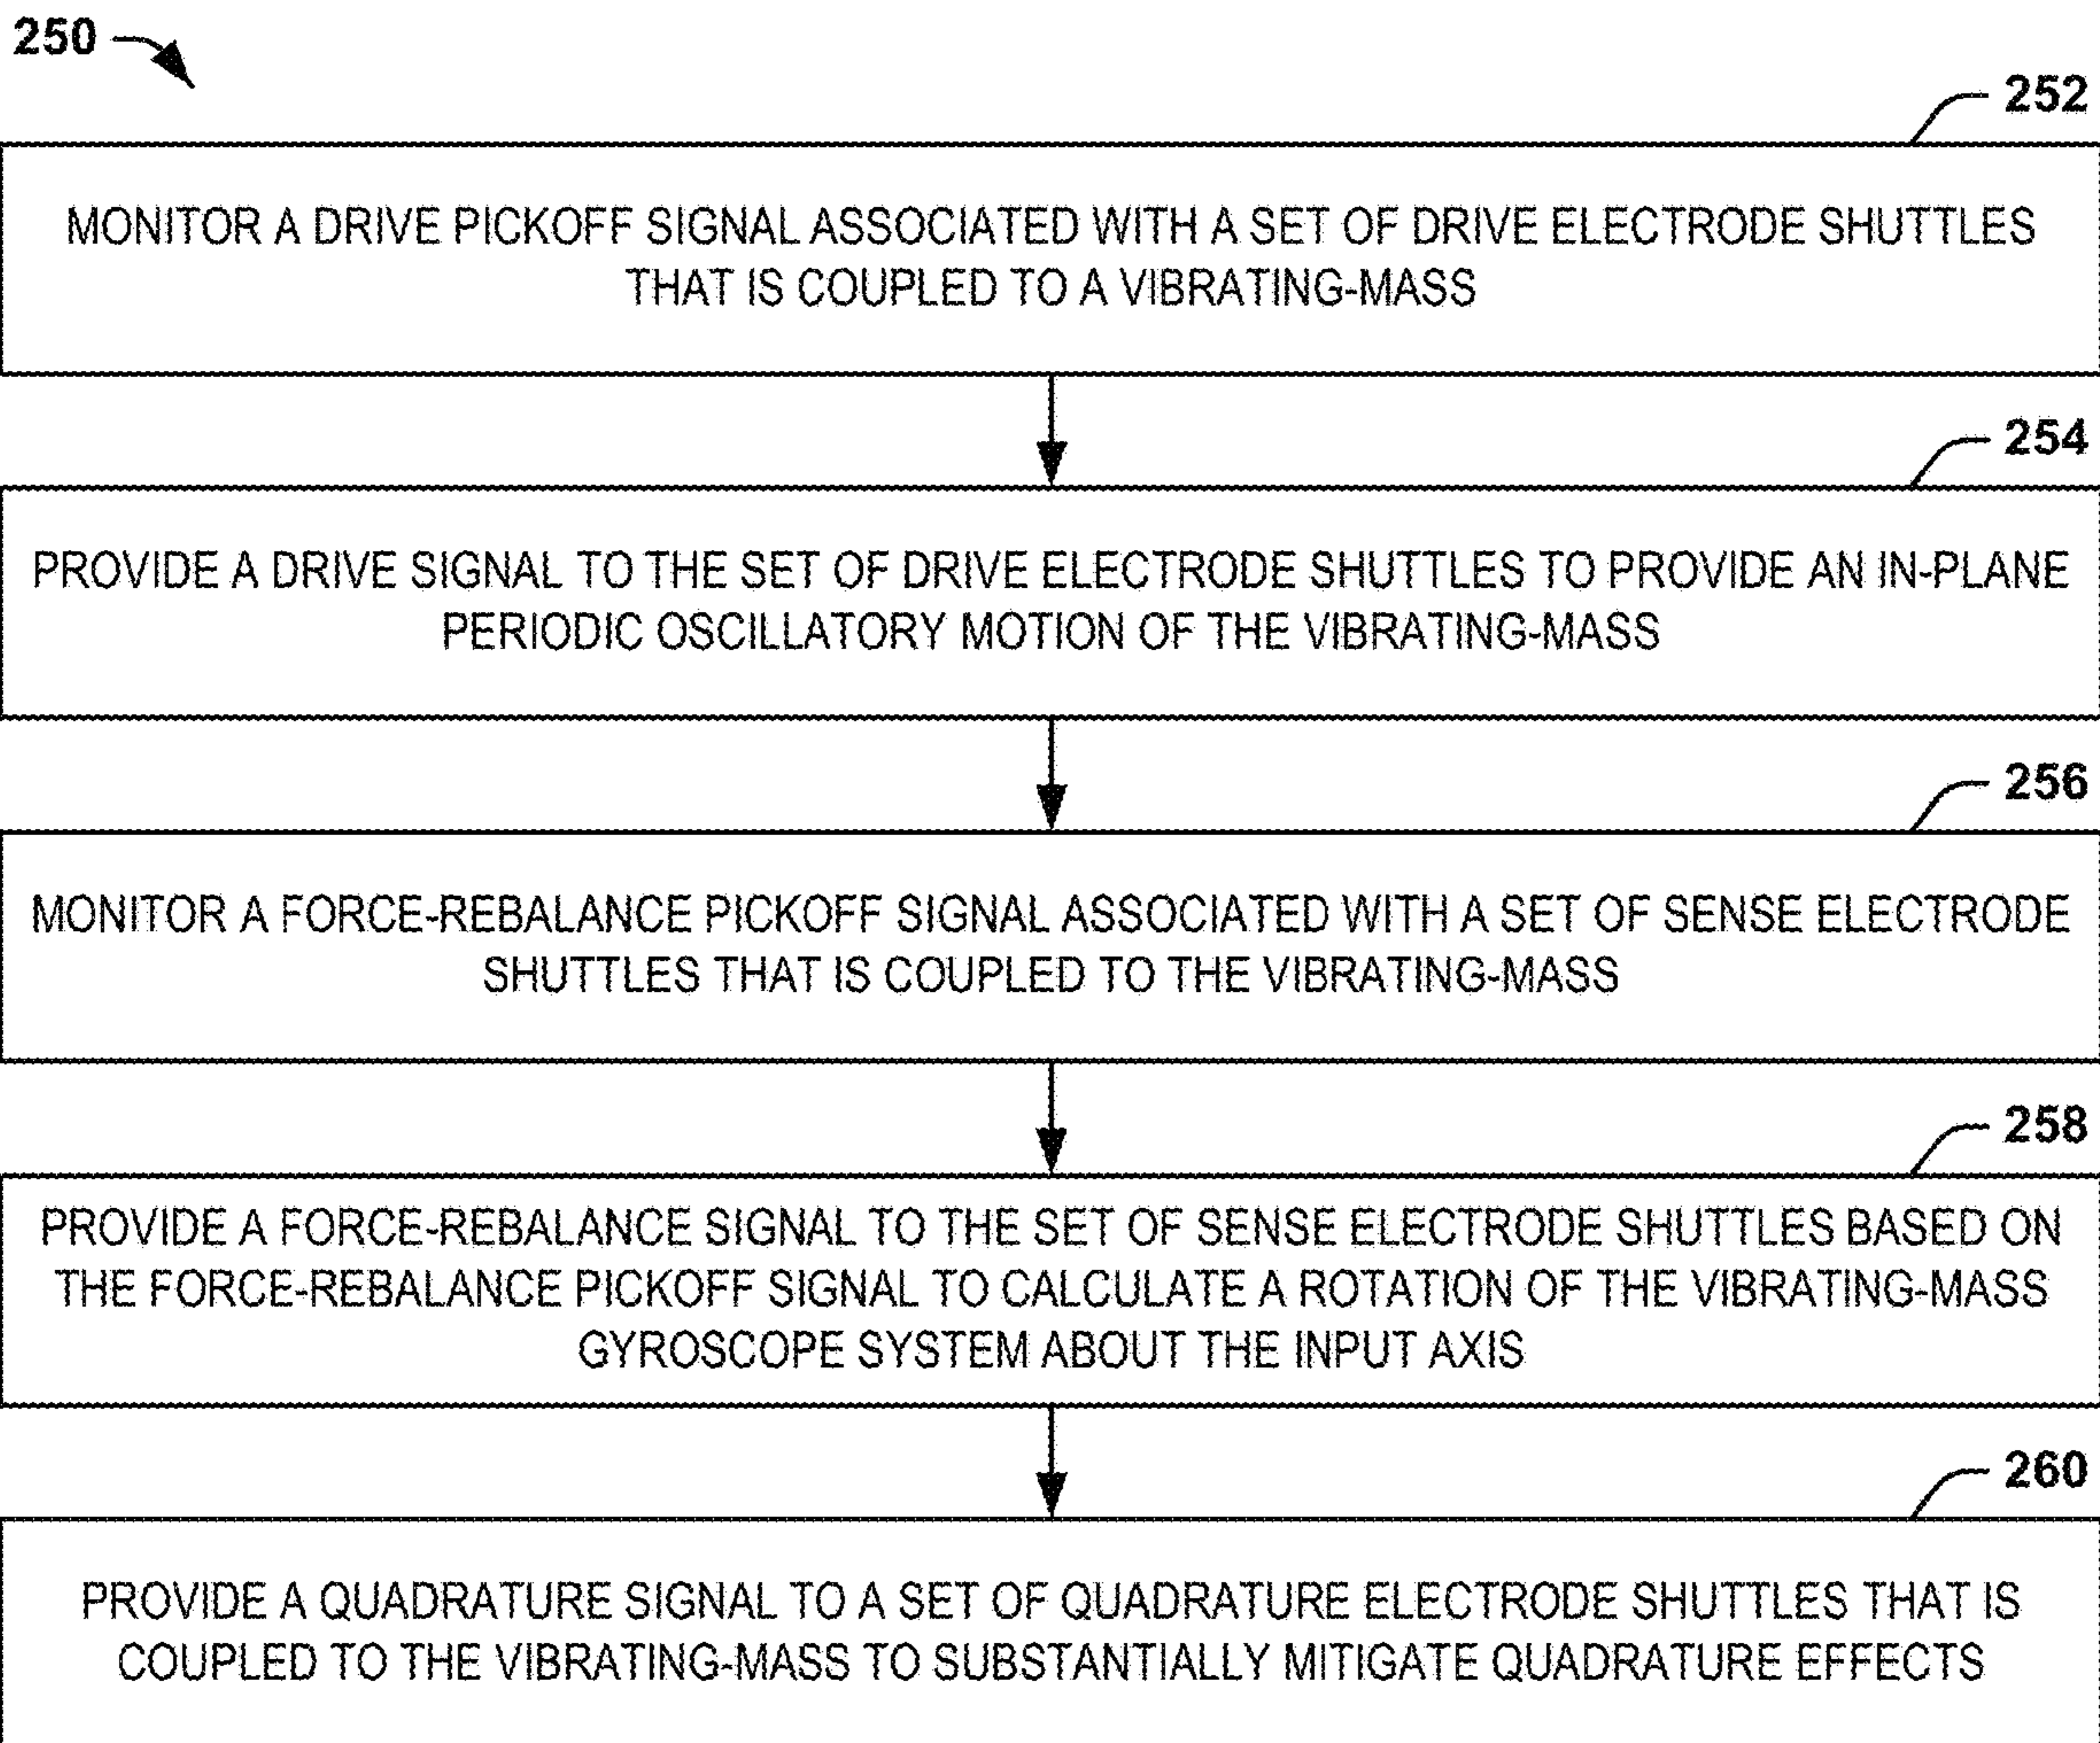 250
252
MONITOR A DRIVE PICKOFF SIGNAL ASSOCIATED WITH A SET OF DRIVE ELECTRODE SHUTTLES
THAT IS COUPLED TO A VIBRATING-MASS
254
PROVIDE A DRIVE SIGNAL TO THE SET OF DRIVE ELECTRODE SHUTTLES TO PROVIDE AN IN-PLANE
PERIODIC OSCILLATORY MOTION OF THE VIBRATING-MASS
256
MONITOR A FORCE-REBALANCE PICKOFF SIGNAL ASSOCIATED WITH A SET OF SENSE ELECTRODE
SHUTTLES THAT IS COUPLED TO THE VIBRATING-MASS
258
PROVIDE A FORCE-REBALANCE SIGNAL TO THE SET OF SENSE ELECTRODE SHUTTLES BASED ON
THE FORCE-REBALANCE PICKOFF SIGNAL TO CALCULATE A ROTATION OF THE VIBRATING-MASS
GYROSCOPE SYSTEM ABOUT THE INPUT AXIS
260
PROVIDE A QUADRATURE SIGNAL TO A SET OF QUADRATURE ELECTRODE SHUTTLES THAT IS
COUPLED TO THE VIBRATING-MASS TO SUBSTANTIALLY MITIGATE QUADRATURE EFFECTS